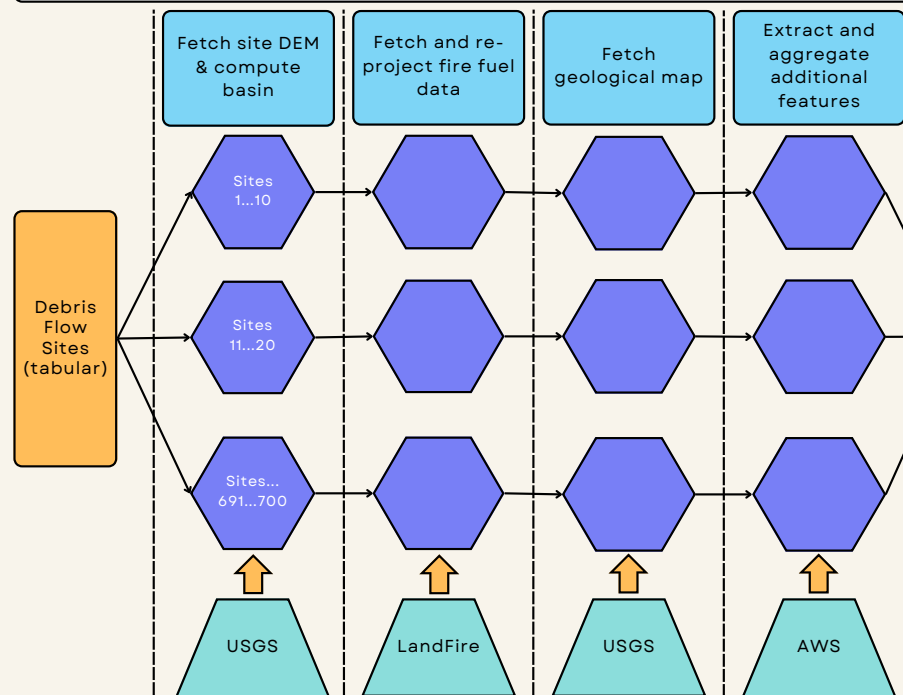 Fetch site DEM
& compute
basin
Fetch and re-
project fire fuel
data
Fetch
geological map
Extract and
aggregate
additional
features
Debris
Flow
Sites
(tabular)
Sites
1...10
Sites
11...20
Sites...
691...700
USGS
LandFire
USGS
AWS